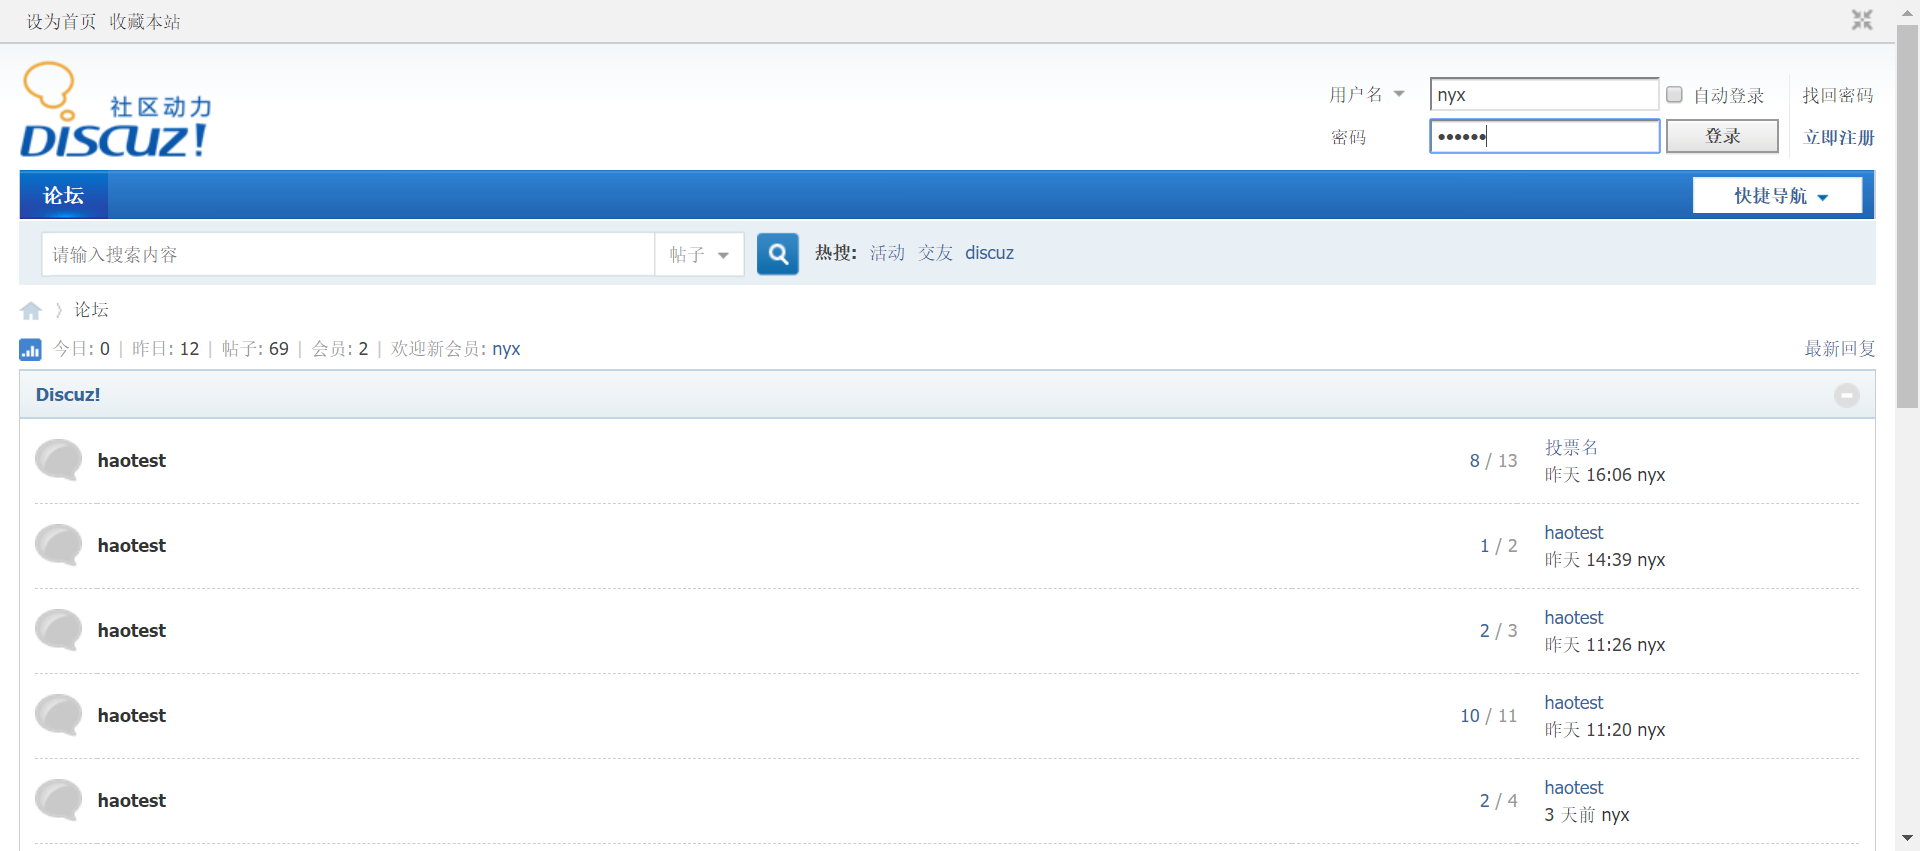 设为首页 收藏本站
社区动力
DISCUZ!
用户名 nyx 自动登录 找回密码
密码 •••••• 登录 立即注册
论坛 快捷导航
请输入搜索内容 帖子 热搜: 活动 交友 discuz
论坛
今日: 0 | 昨日: 12 | 帖子: 69 | 会员: 2 | 欢迎新会员: nyx 最新回复
Discuz!
haotest 8 / 13 投票名
昨天 16:06 nyx
haotest 1 / 2 haotest
昨天 14:39 nyx
haotest 2 / 3 haotest
昨天 11:26 nyx
haotest 10 / 11 haotest
昨天 11:20 nyx
haotest 2 / 4 haotest
3 天前 nyx